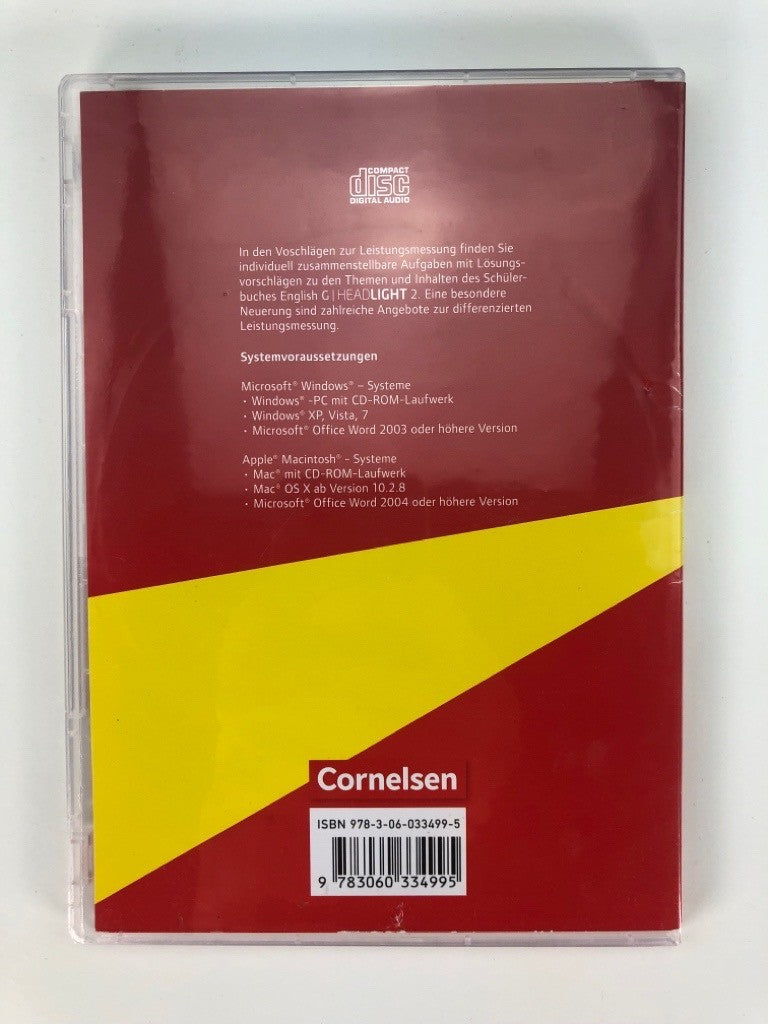 COMPACT
disc
DIGITAL AUDIO
In den Voschlägen zur Leistungsmessung finden Sie
individuell zusammenstellbare Aufgaben mit Lösungs-
vorschlägen zu den Themen und Inhalten des Schüler-
buches English G | HEADLIGHT 2. Eine besondere
Neuerung sind zahlreiche Angebote zur differenzierten
Leistungsmessung.
Systemvoraussetzungen
Microsoft® Windows® – Systeme
· Windows® -PC mit CD-ROM-Laufwerk
· Windows® XP, Vista, 7
· Microsoft® Office Word 2003 oder höhere Version
Apple® Macintosh® – Systeme
· Mac® mit CD-ROM-Laufwerk
· Mac® OS X ab Version 10.2.8
· Microsoft® Office Word 2004 oder höhere Version
Cornelsen
ISBN 978-3-06-033499-5
9 783060 334995